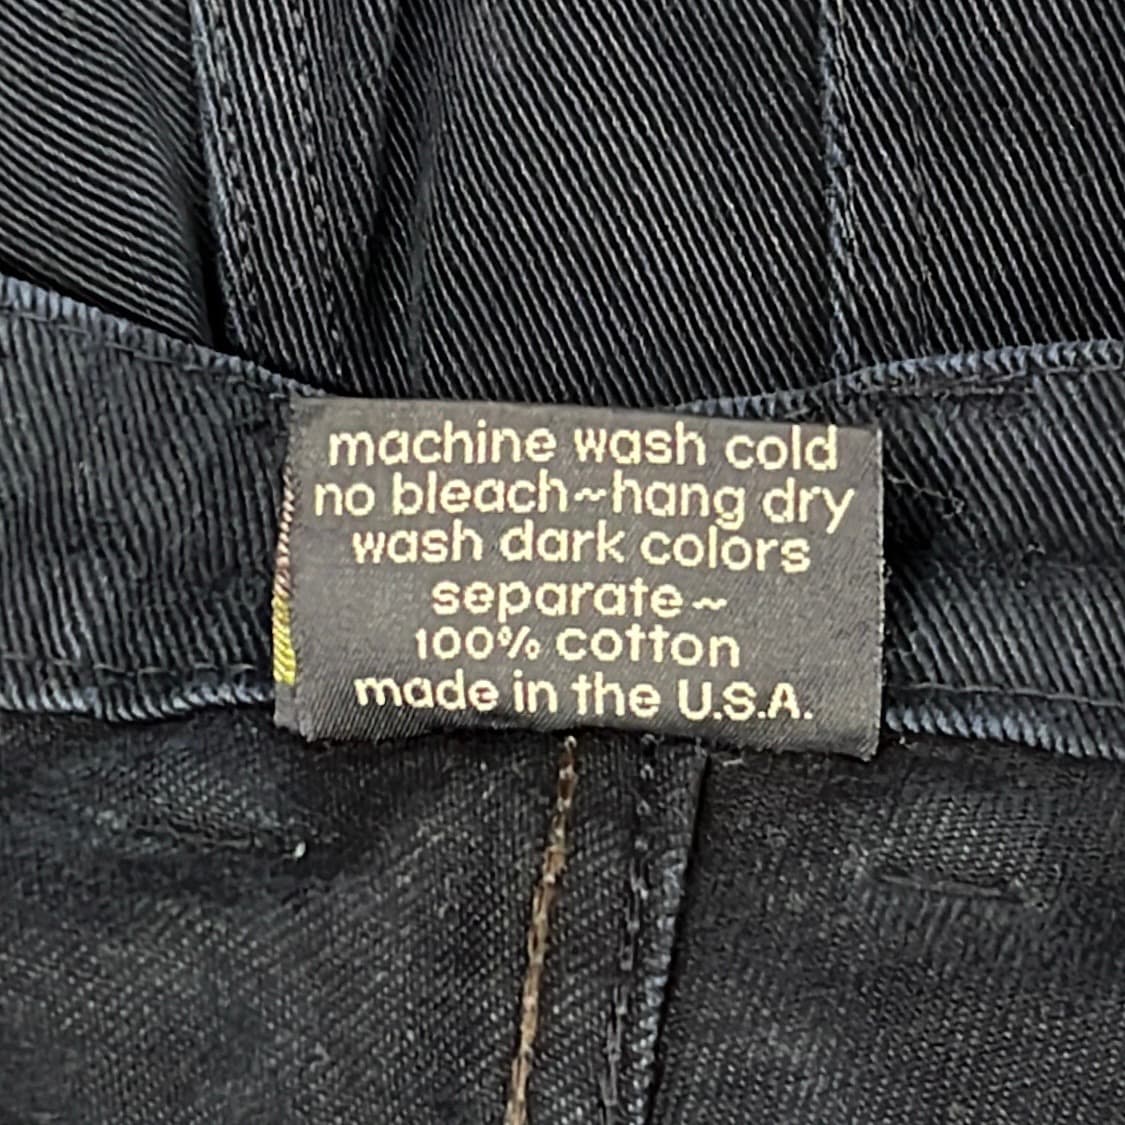 machine wash cold
no bleach~hang dry
wash dark colors
separate~
100% cotton
made in the U.S.A.